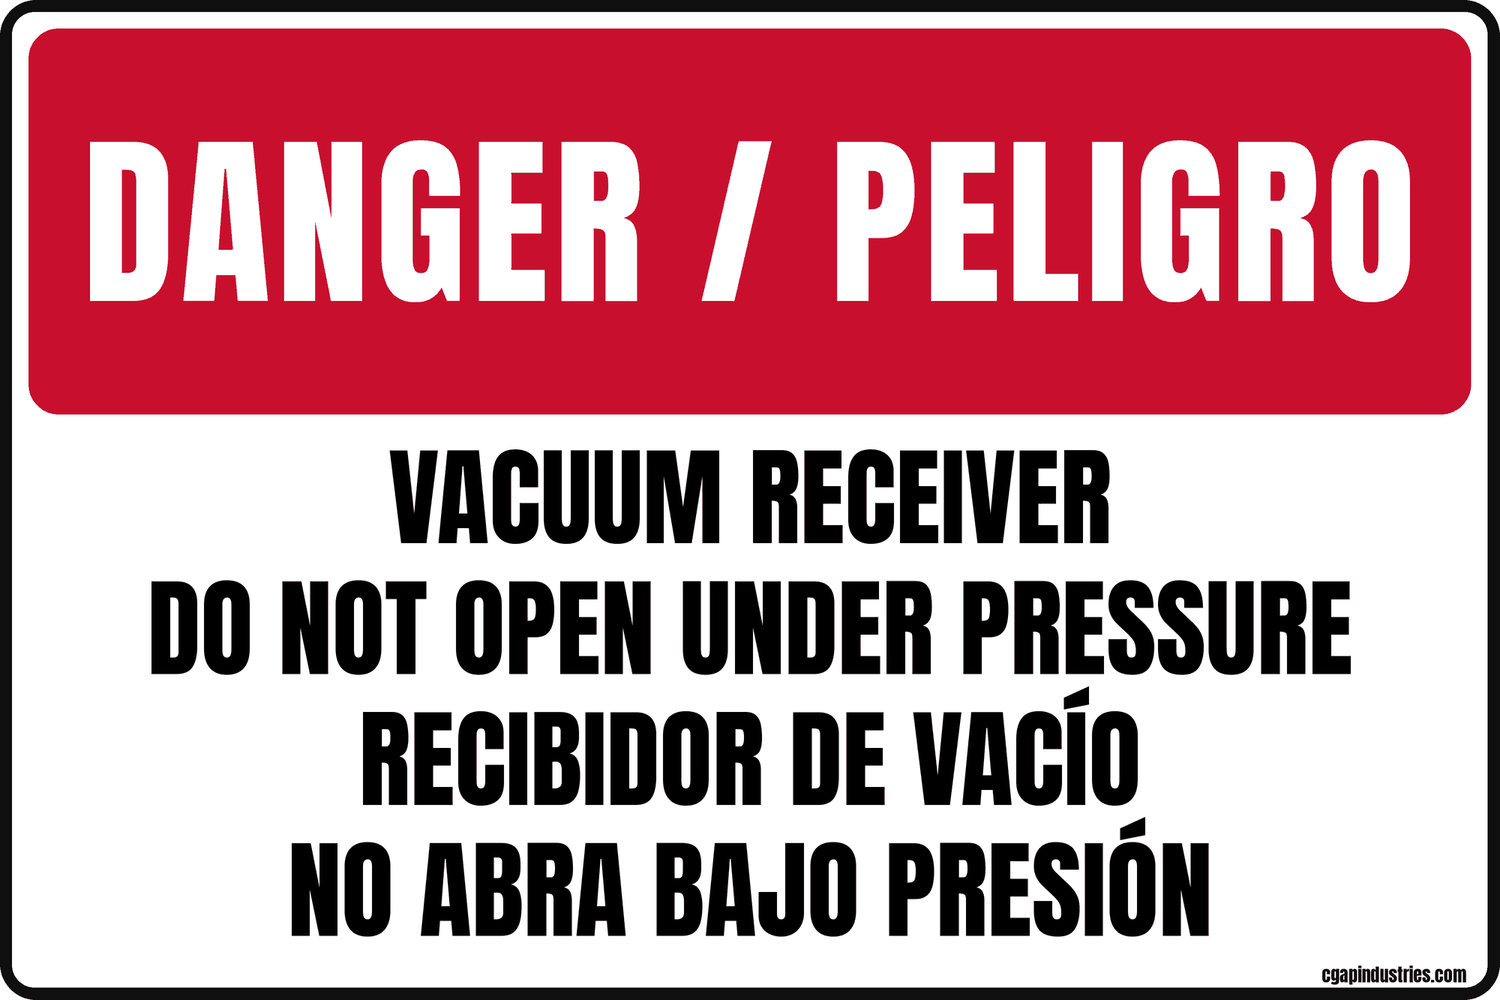 DANGER / PELIGRO
VACUUM RECEIVER
DO NOT OPEN UNDER PRESSURE
RECIBIDOR DE VACÍO
NO ABRA BAJO PRESIÓN
cgapindustries.com